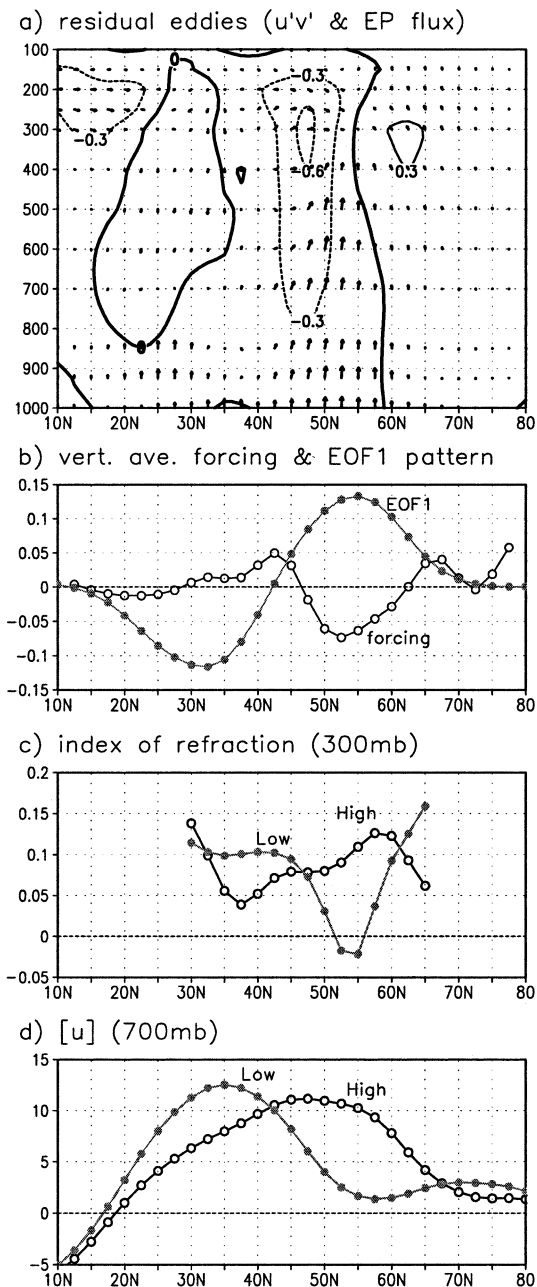 a) residual eddies (u'v' & EP flux)
100
200
300
400
500
600
700
800
900
1000
0
-0.3
-0.3
-0.6
0.3
-0.3
0
10N 20N 30N 40N 50N 60N 70N 80
b) vert. ave. forcing & EOF1 pattern
0.15
0.1
0.05
0
-0.05
-0.1
-0.15
EOF1
forcing
10N 20N 30N 40N 50N 60N 70N 80
c) index of refraction (300mb)
0.2
0.15
0.1
0.05
0
-0.05
High
Low
10N 20N 30N 40N 50N 60N 70N 80
d) [u] (700mb)
15
10
5
0
-5
Low
High
10N 20N 30N 40N 50N 60N 70N 80